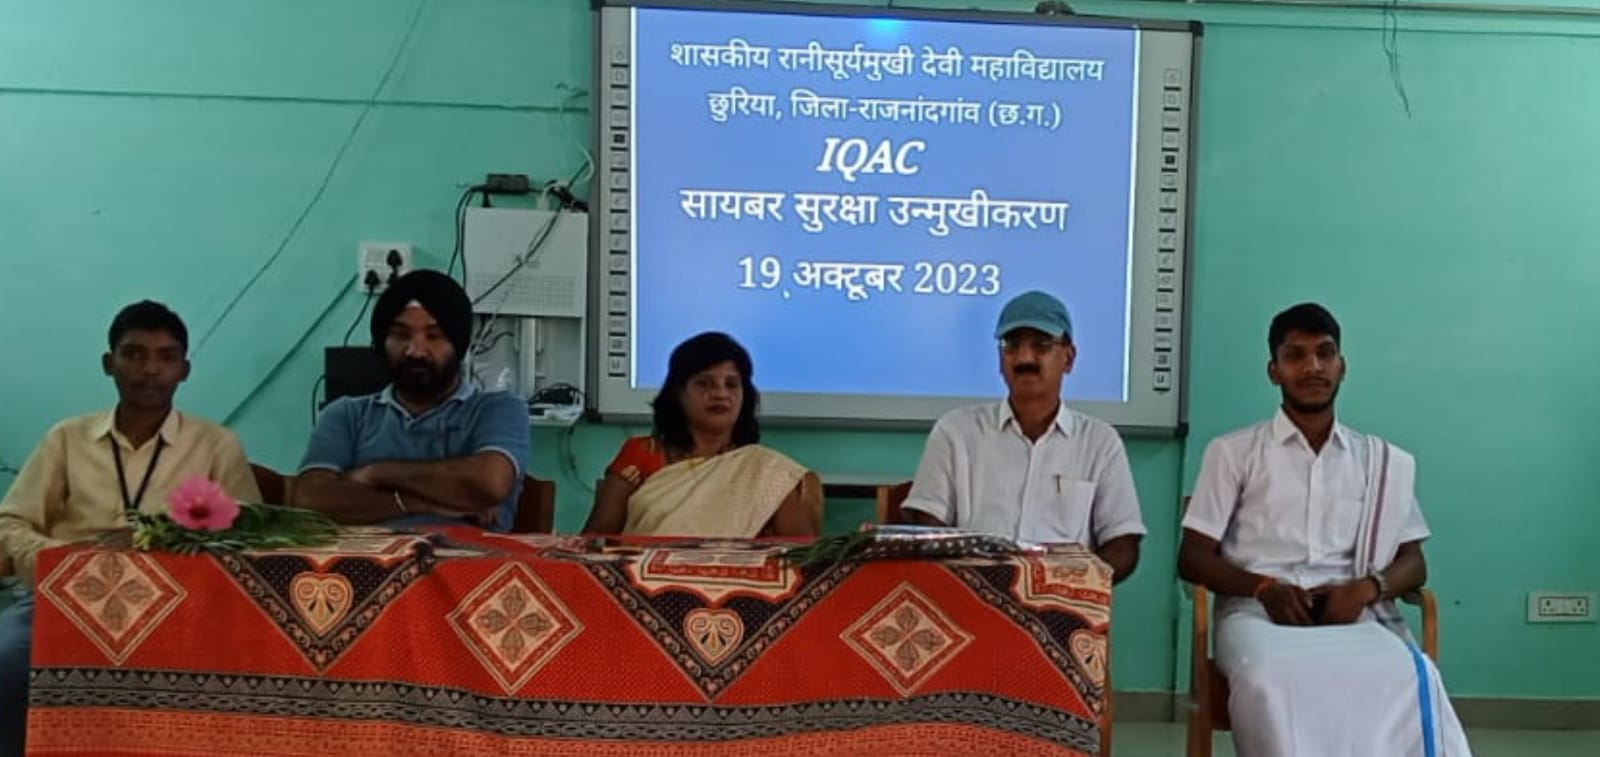 शासकीय रानीसूर्यमुखी देवी महाविद्यालय
छुरिया, जिला-राजनांदगांव (छ.ग.)
IQAC
सायबर सुरक्षा उन्मुखीकरण
19 अक्टूबर 2023